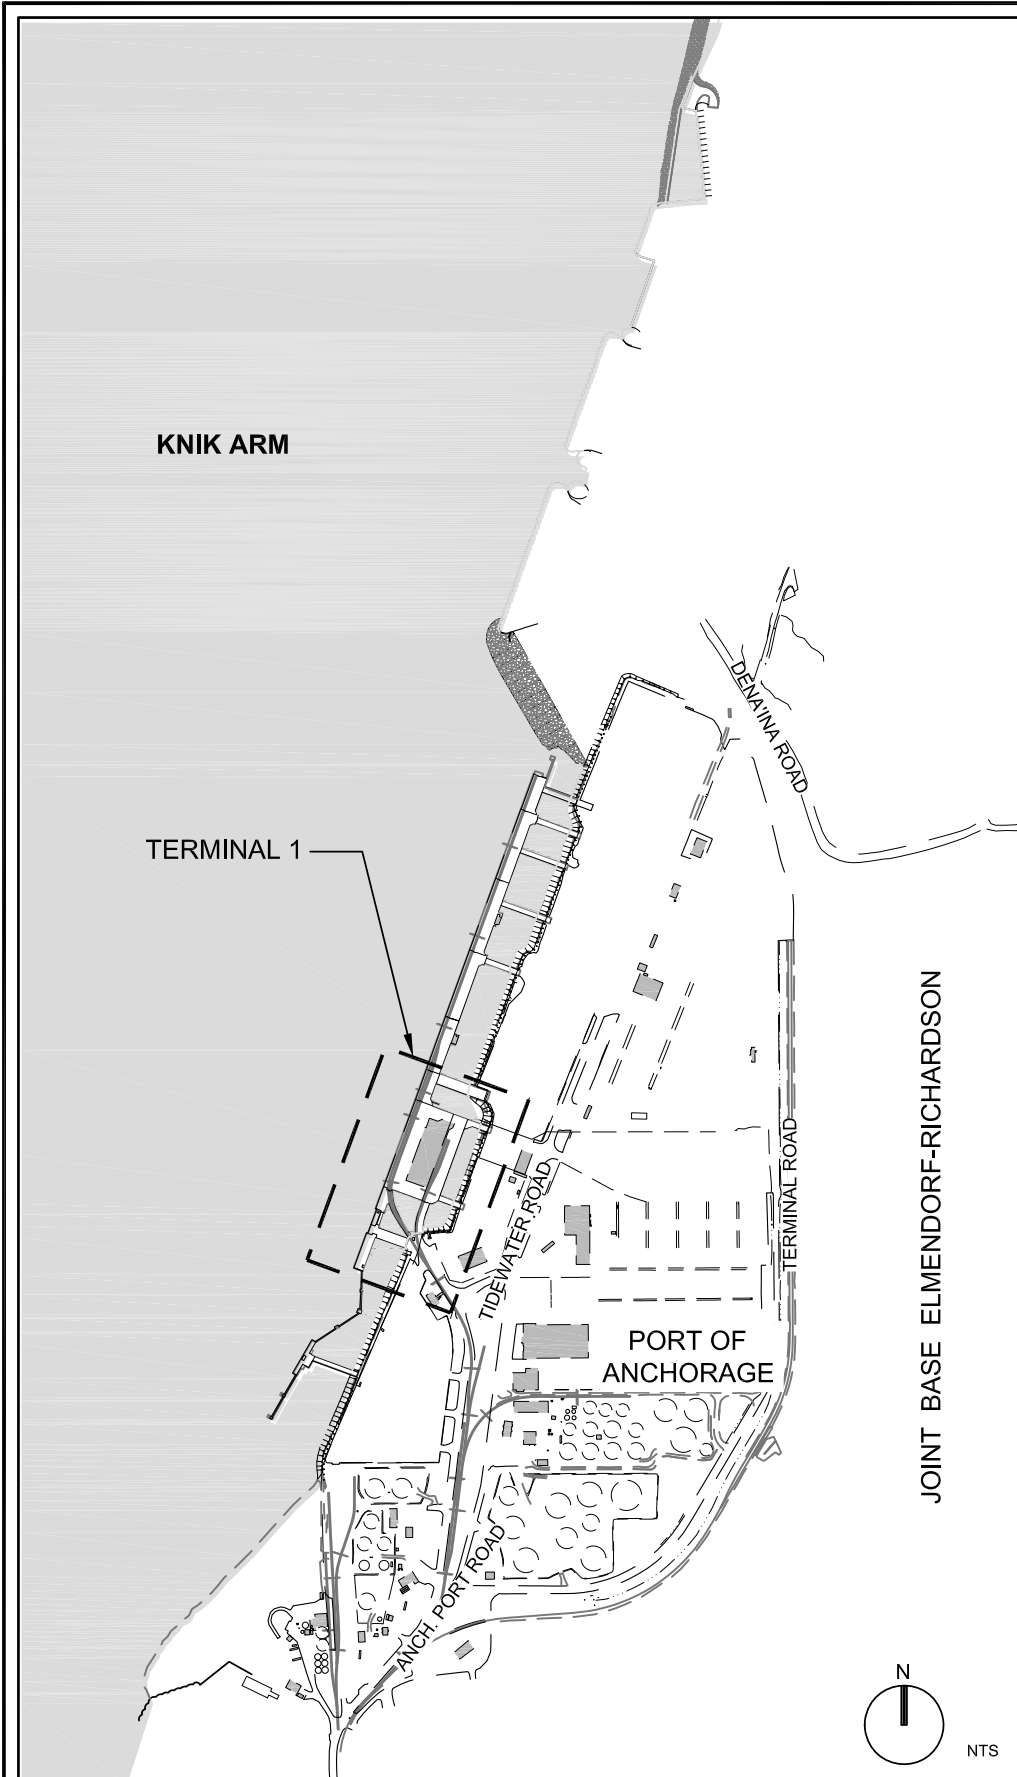 KNIK ARM
DENA'INA ROAD
TERMINAL 1
JOINT BASE ELMENDORF-RICHARDSON
TERMINAL ROAD
TIDEWATER ROAD
PORT OF
ANCHORAGE
ANCH. PORT ROAD
N
NTS